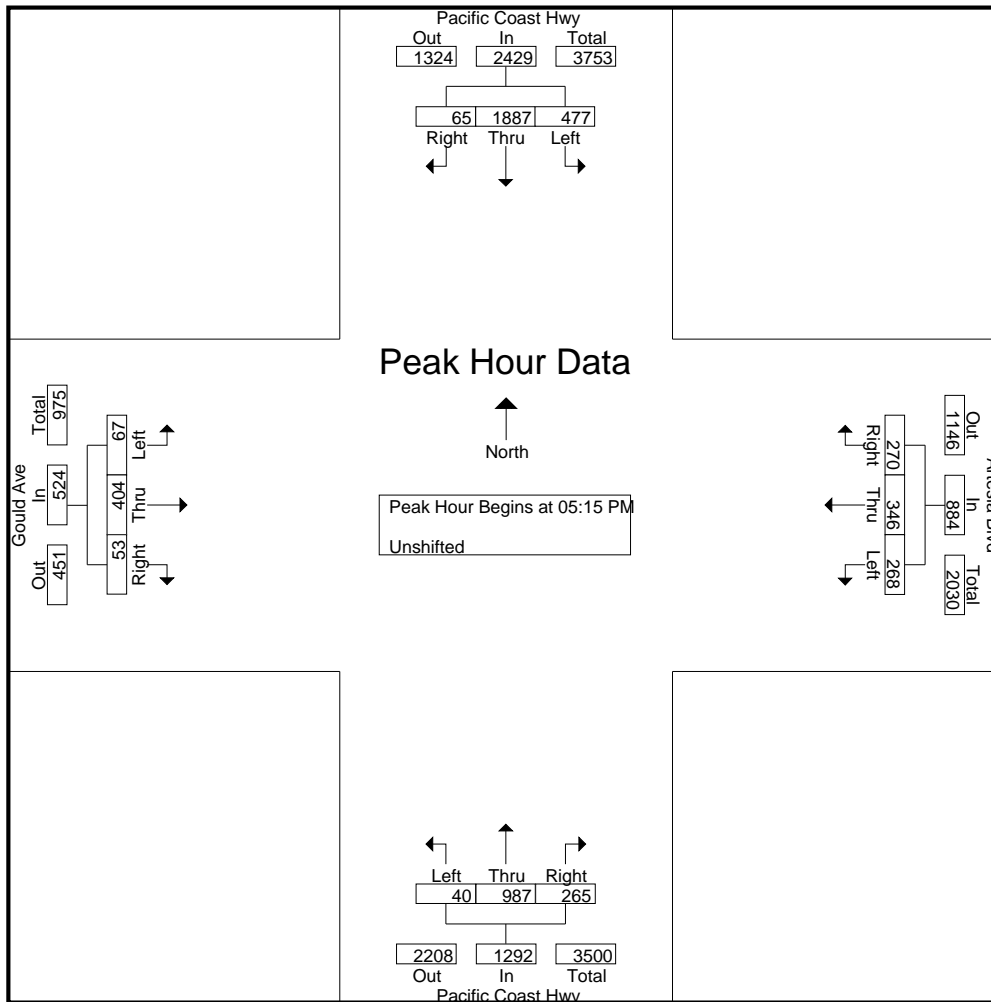 Pacific Coast Hwy
Out In Total
1324 2429 3753
65 1887 477
Right Thru Left
Peak Hour Data
North
Peak Hour Begins at 05:15 PM
Unshifted
Gould Ave
Total In Out
975 524 451
67 404 53
Left Thru Right
Artesia Blvd
Out In Total
1146 884 2030
270 346 268
Right Thru Left
Left Thru Right
40 987 265
2208 1292 3500
Out In Total
Pacific Coast Hwy